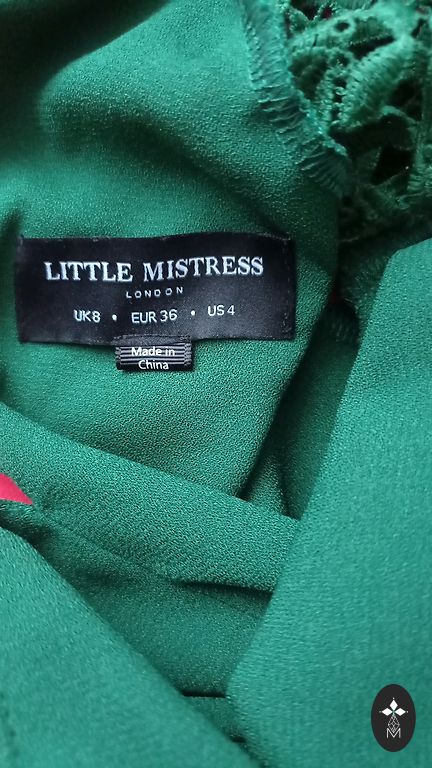 LITTLE MISTRESS
LONDON
UK8 • EUR 36 • US 4
Made in
China
M